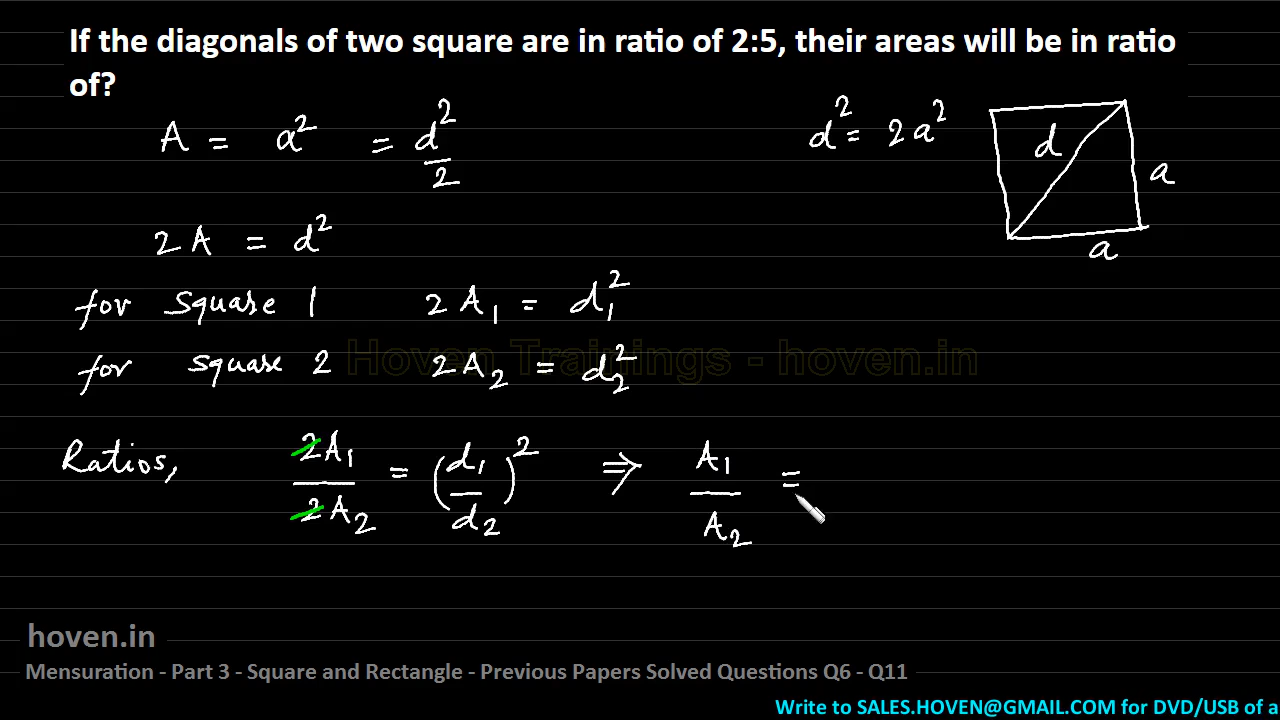 If the diagonals of two square are in ratio of 2:5, their areas will be in ratio
of?
A = a² = d²/2
d² = 2a²
d
a
a
2A = d²
for square 1 2A₁ = d₁²
for square 2 2A₂ = d₂²
Hoven Trainings - hoven.in
Ratios, 2A₁/2A₂ = (d₁/d₂)² ⇒ A₁/A₂ =
hoven.in
Mensuration - Part 3 - Square and Rectangle - Previous Papers Solved Questions Q6 - Q11
Write to SALES.HOVEN@GMAIL.COM for DVD/USB of a